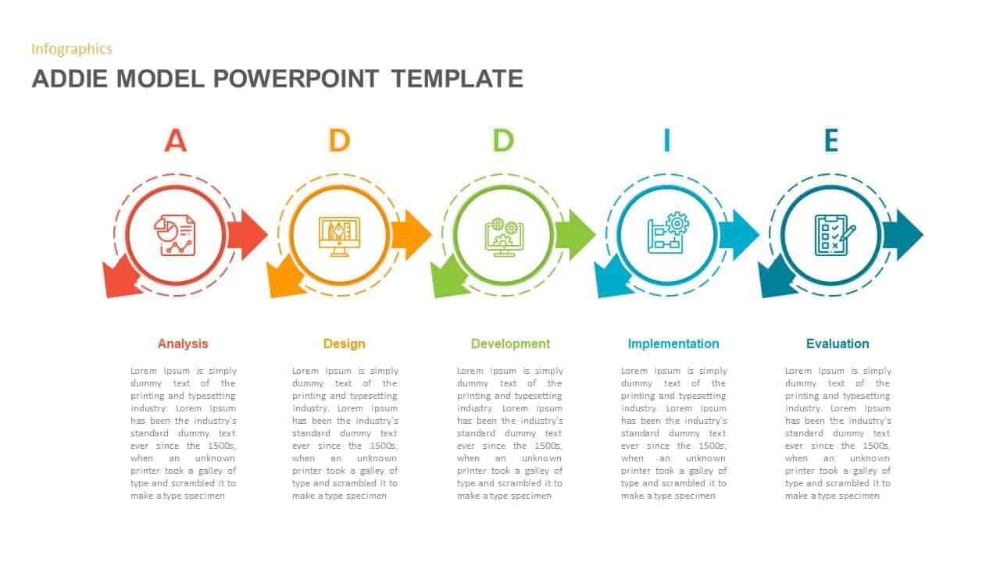 Infographics
ADDIE MODEL POWERPOINT TEMPLATE
A
D
D
I
E
Analysis
Lorem Ipsum is simply
dummy text of the
printing and typesetting
industry. Lorem Ipsum
has been the industry's
standard dummy text
ever since the 1500s,
when an unknown
printer took a galley of
type and scrambled it to
make a type specimen
Design
Lorem Ipsum is simply
dummy text of the
printing and typesetting
industry. Lorem Ipsum
has been the industry's
standard dummy text
ever since the 1500s,
when an unknown
printer took a galley of
type and scrambled it to
make a type specimen
Development
Lorem Ipsum is simply
dummy text of the
printing and typesetting
industry. Lorem Ipsum
has been the industry's
standard dummy text
ever since the 1500s,
when an unknown
printer took a galley of
type and scrambled it to
make a type specimen
Implementation
Lorem Ipsum is simply
dummy text of the
printing and typesetting
industry. Lorem Ipsum
has been the industry's
standard dummy text
ever since the 1500s,
when an unknown
printer took a galley of
type and scrambled it to
make a type specimen
Evaluation
Lorem Ipsum is simply
dummy text of the
printing and typesetting
industry. Lorem Ipsum
has been the industry's
standard dummy text
ever since the 1500s,
when an unknown
printer took a galley of
type and scrambled it to
make a type specimen